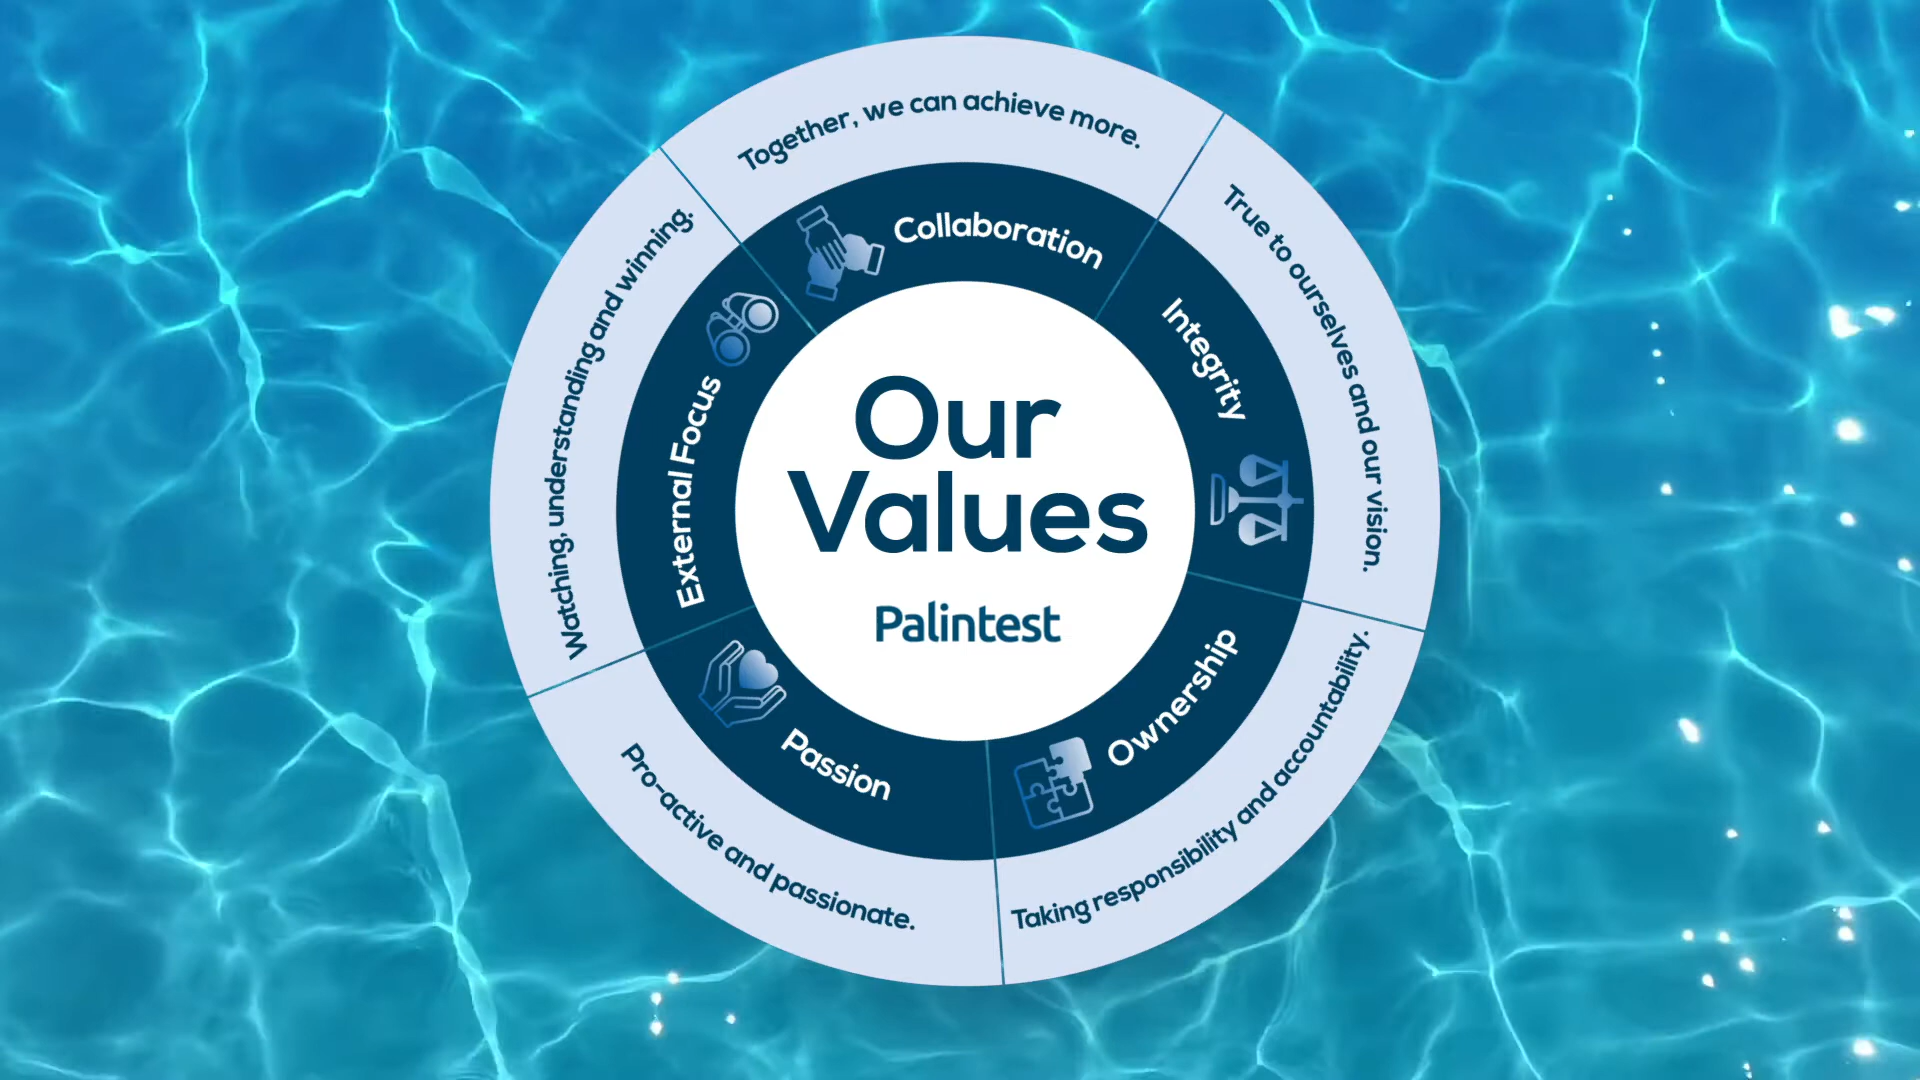 Our
Values
Palintest
Collaboration
Together, we can achieve more.
Integrity
True to ourselves and our vision.
Ownership
Taking responsibility and accountability.
Passion
Pro-active and passionate.
External Focus
Watching, understanding and winning.